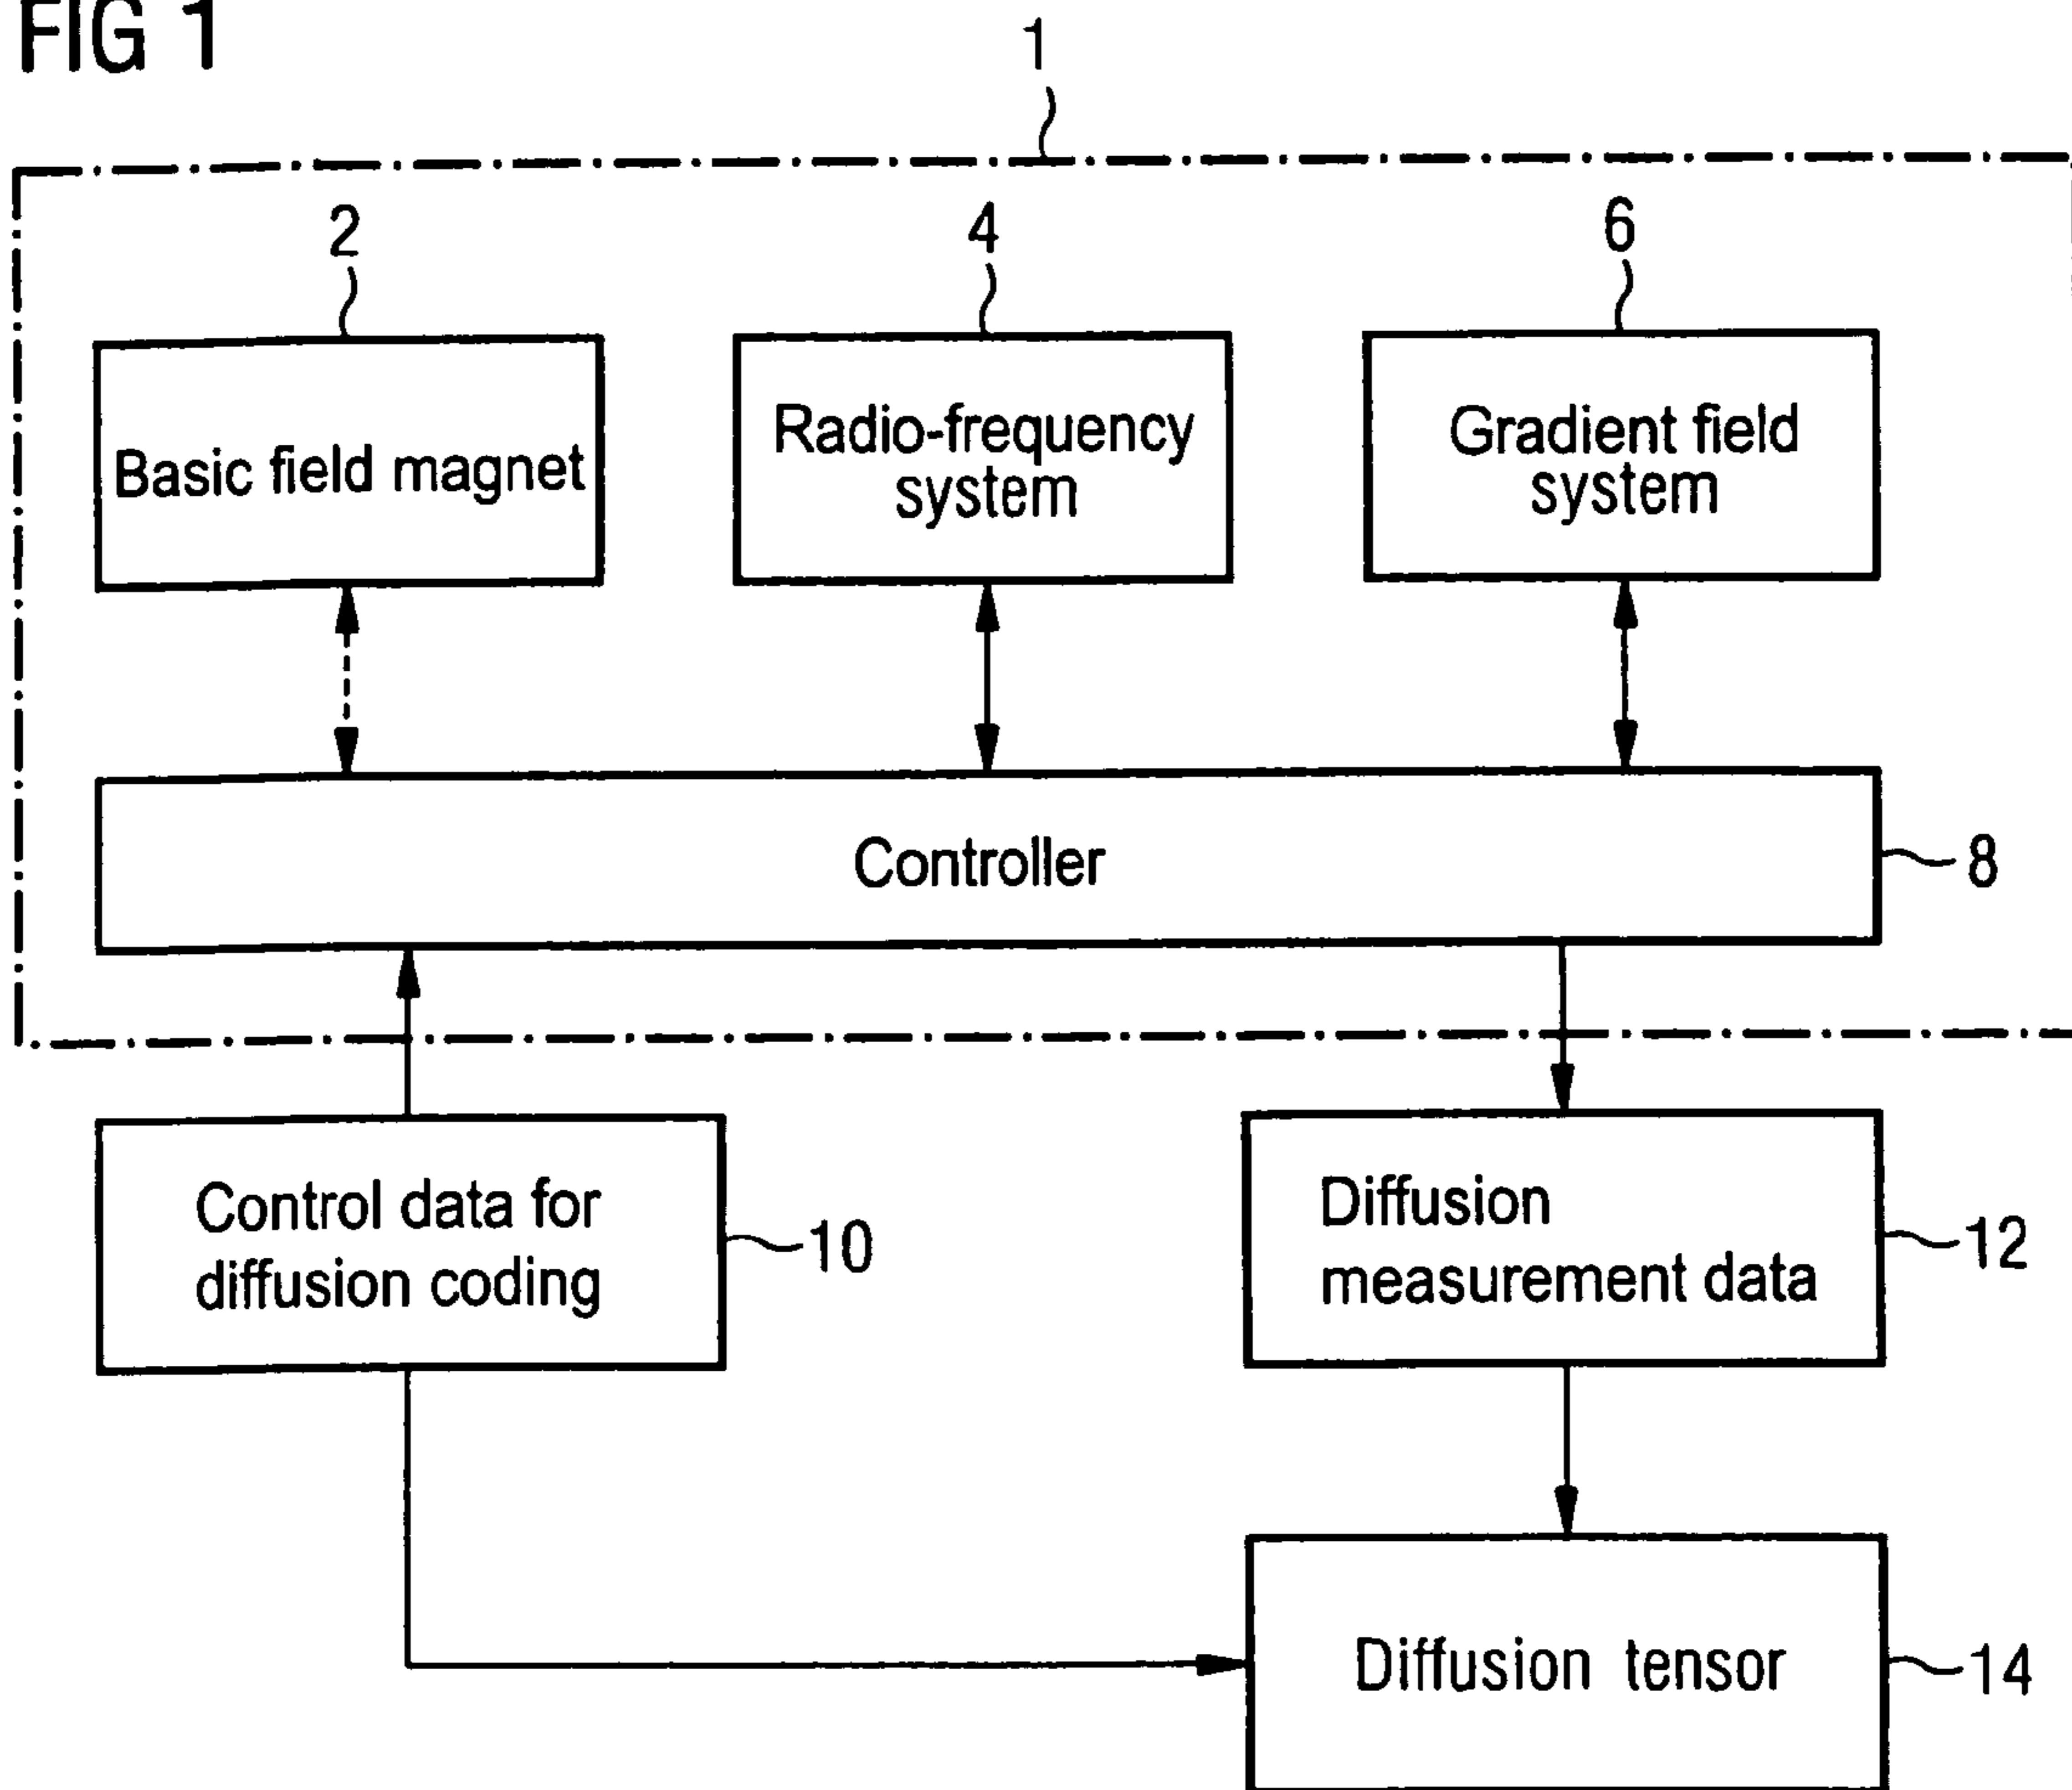 FIG 1
1
2
4
6
Basic field magnet
Radio-frequency
system
Gradient field
system
Controller
8
Control data for
diffusion coding
10
Diffusion
measurement data
12
Diffusion tensor
14